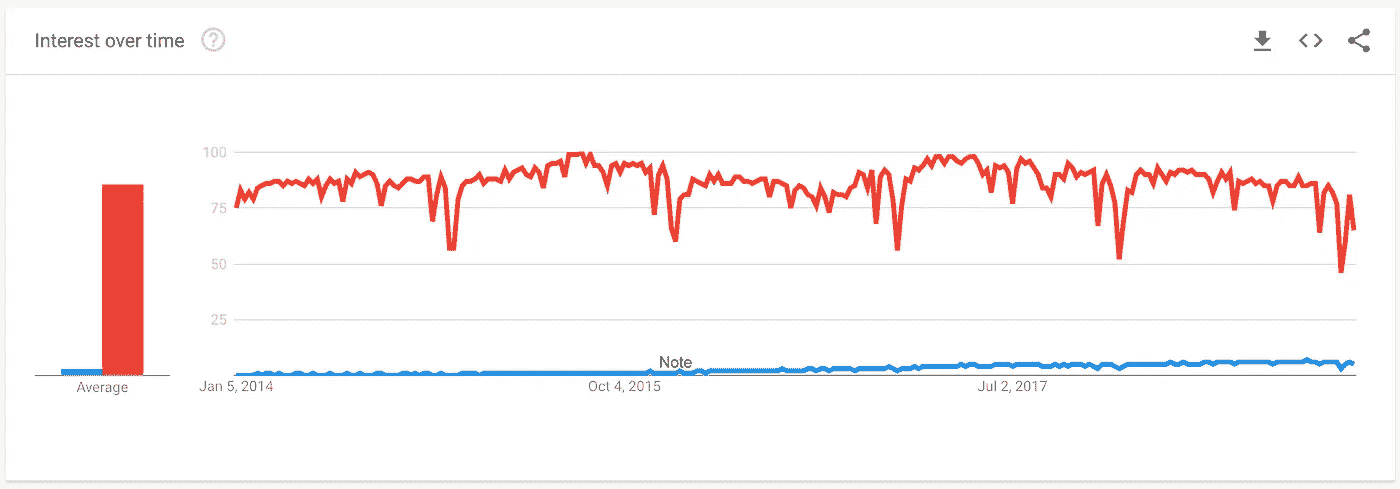 Interest over time ?
100
75
50
25
Note
Average
Jan 5, 2014
Oct 4, 2015
Jul 2, 2017